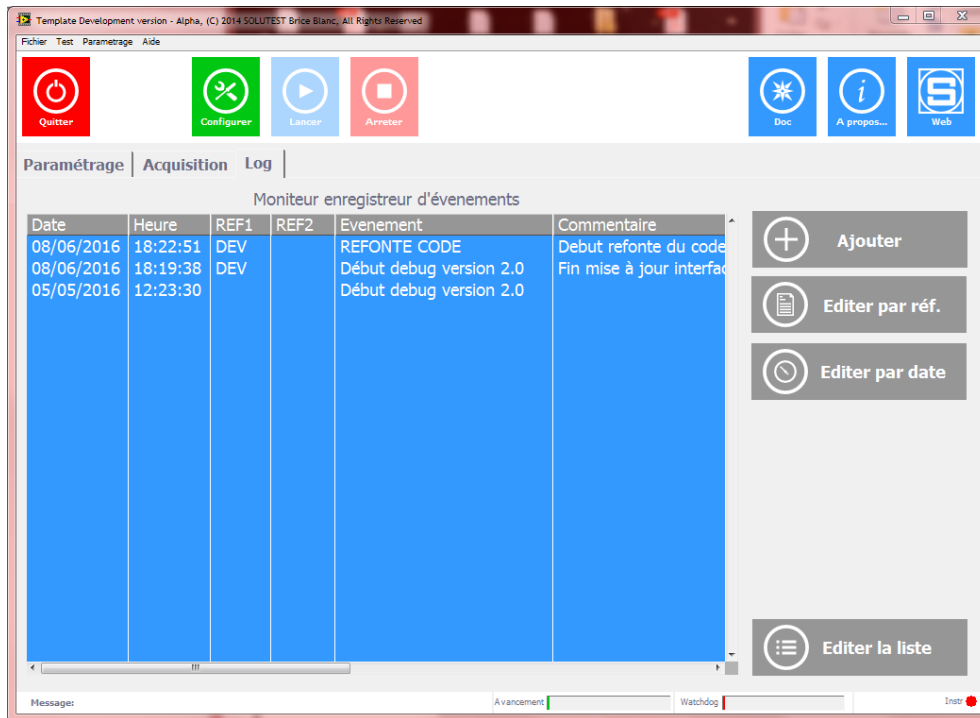 Template Development version - Alpha, (C) 2014 SOLUTEST Brice Blanc, All Rights Reserved
Fichier Test Parametrage Aide
Quitter Configurer Lancer Arreter Doc A propos... Web
Paramétrage Acquisition Log
Moniteur enregistreur d'évenements
Date Heure REF1 REF2 Evenement Commentaire
08/06/2016 18:22:51 DEV REFONTE CODE Debut refonte du code
08/06/2016 18:19:38 DEV Début debug version 2.0 Fin mise à jour interfac
05/05/2016 12:23:30 Début debug version 2.0
Ajouter
Editer par réf.
Editer par date
Editer la liste
Message: Avancement Watchdog Instr